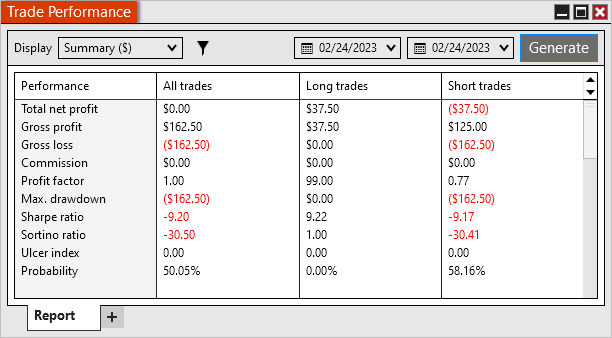 Trade Performance
Display Summary ($) 02/24/2023 02/24/2023 Generate
Performance All trades Long trades Short trades
Total net profit $0.00 $37.50 ($37.50)
Gross profit $162.50 $37.50 $125.00
Gross loss ($162.50) $0.00 ($162.50)
Commission $0.00 $0.00 $0.00
Profit factor 1.00 99.00 0.77
Max. drawdown ($162.50) $0.00 ($162.50)
Sharpe ratio -9.20 9.22 -9.17
Sortino ratio -30.50 1.00 -30.41
Ulcer index 0.00 0.00 0.00
Probability 50.05% 0.00% 58.16%
Report +